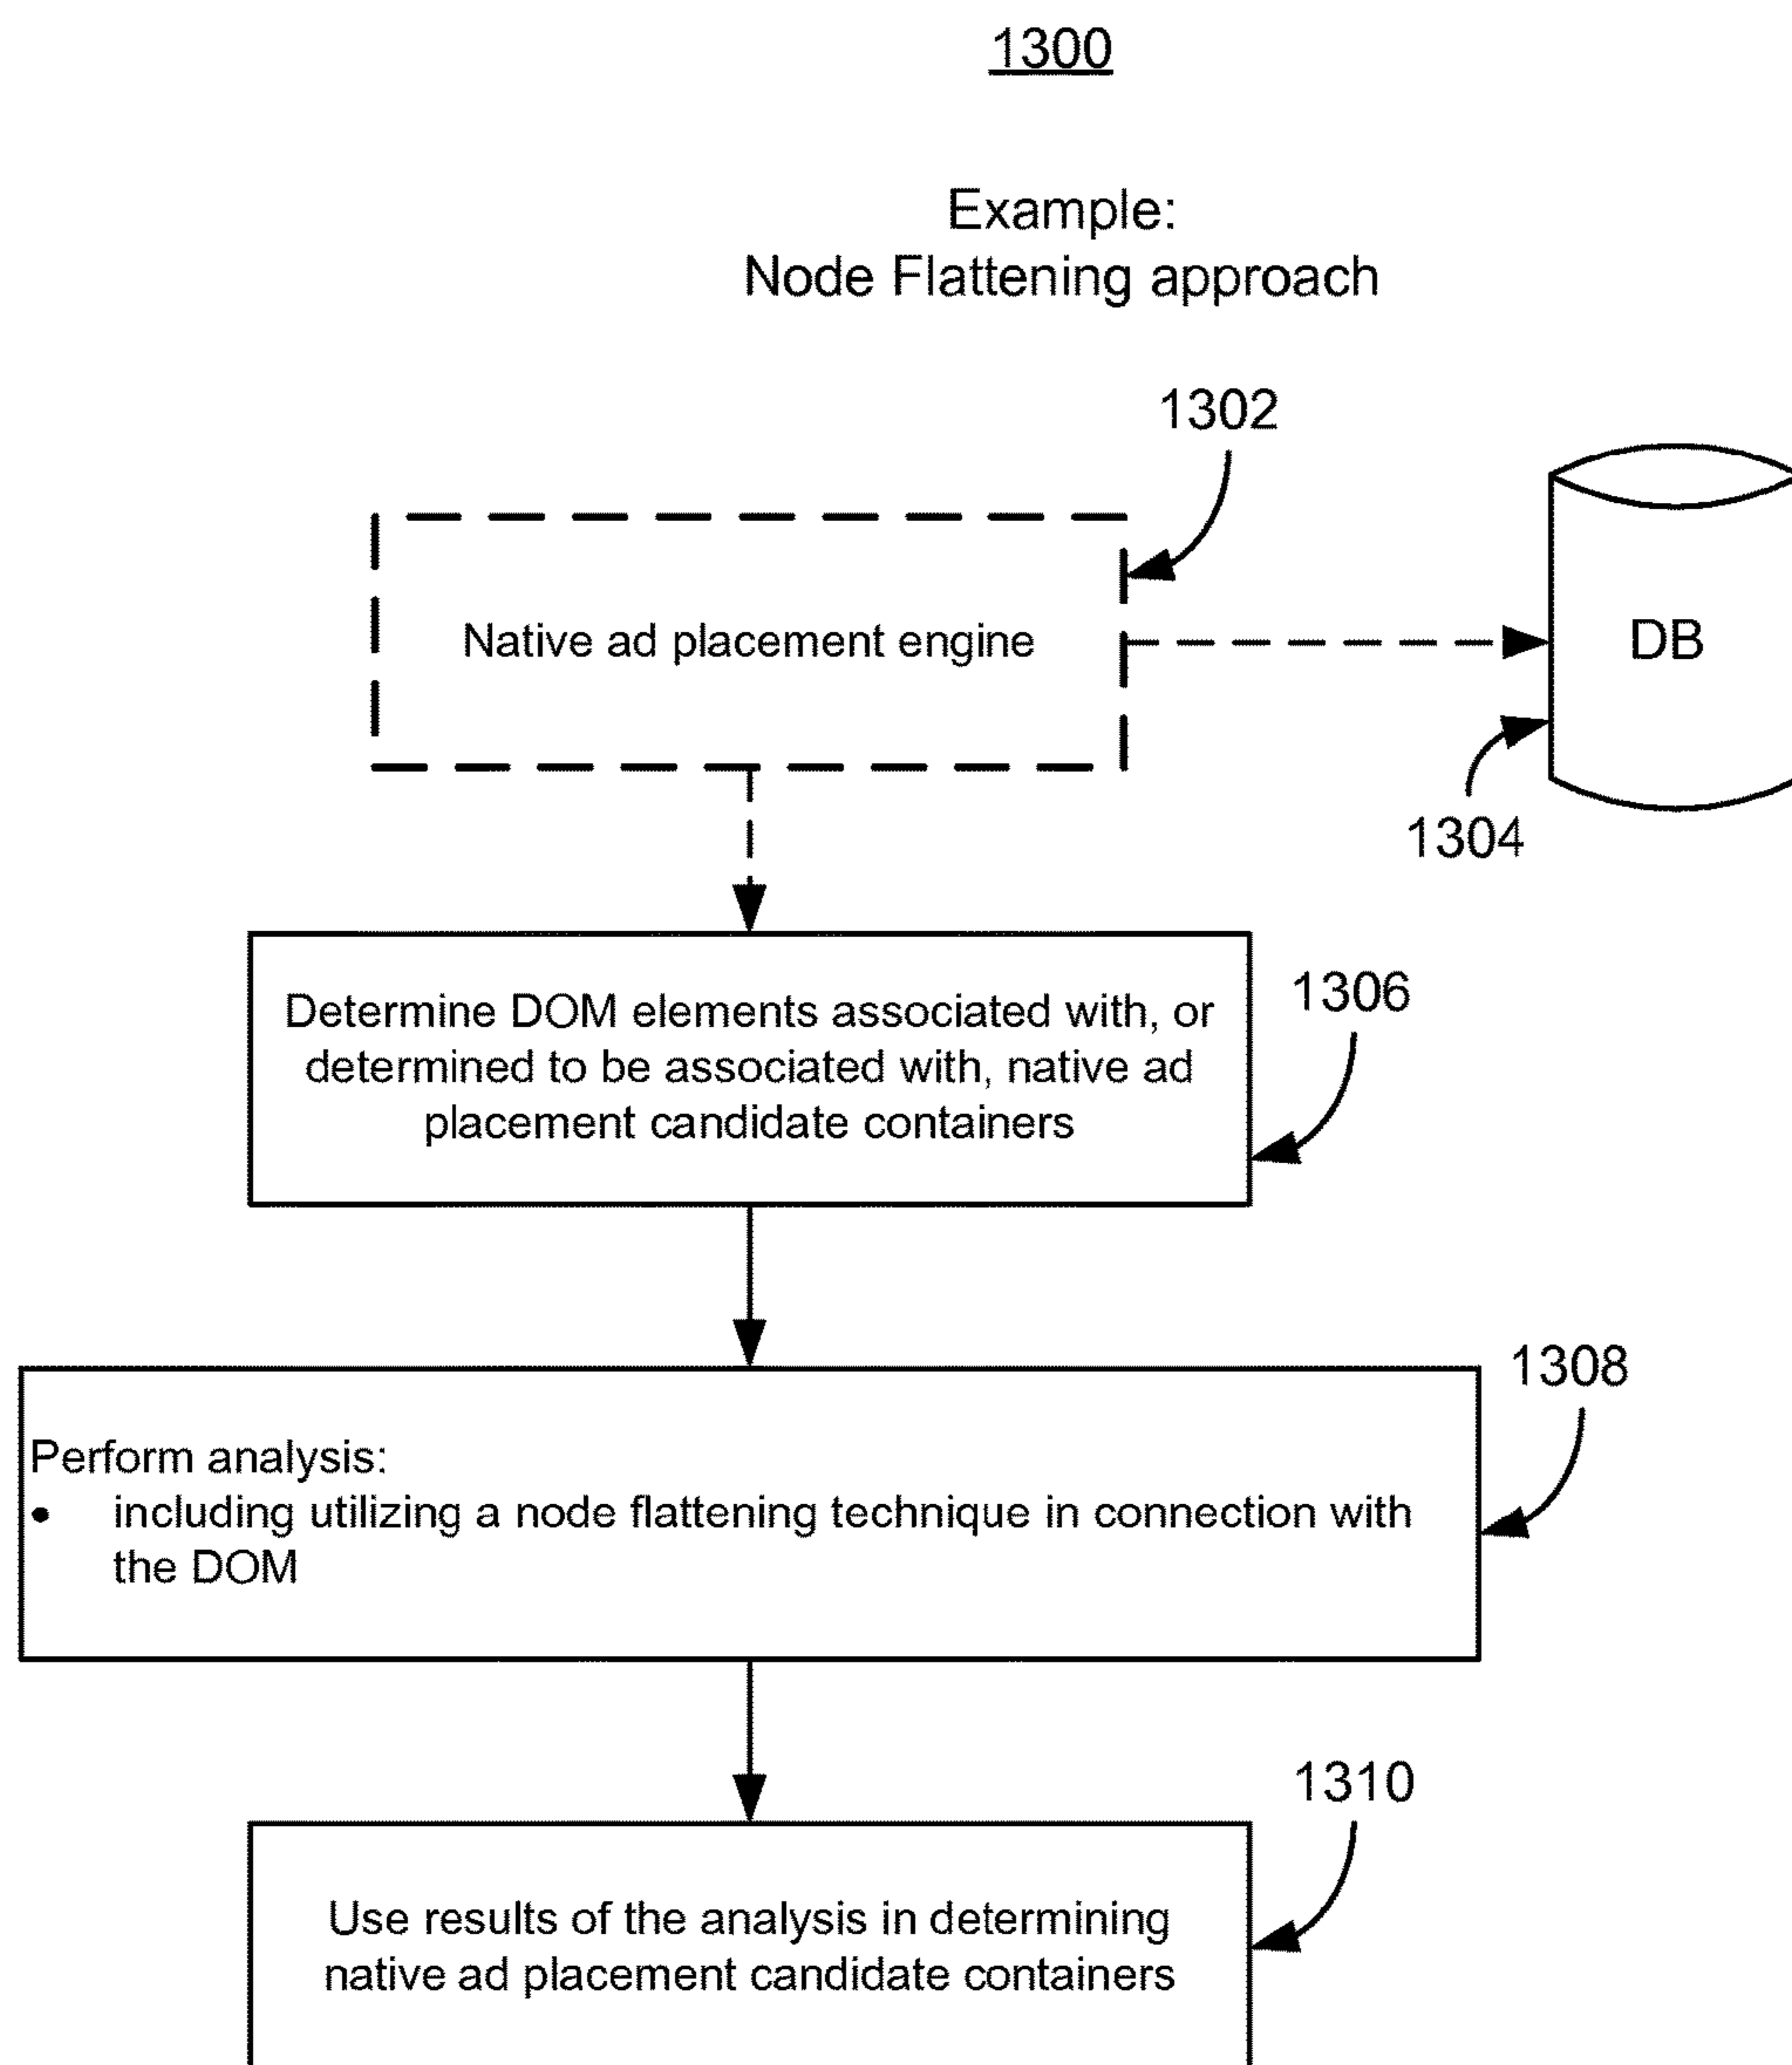 1300
Example:
Node Flattening approach
1302
Native ad placement engine
DB
1304
Determine DOM elements associated with, or
determined to be associated with, native ad
placement candidate containers
1306
1308
Perform analysis:
• including utilizing a node flattening technique in connection with
the DOM
1310
Use results of the analysis in determining
native ad placement candidate containers